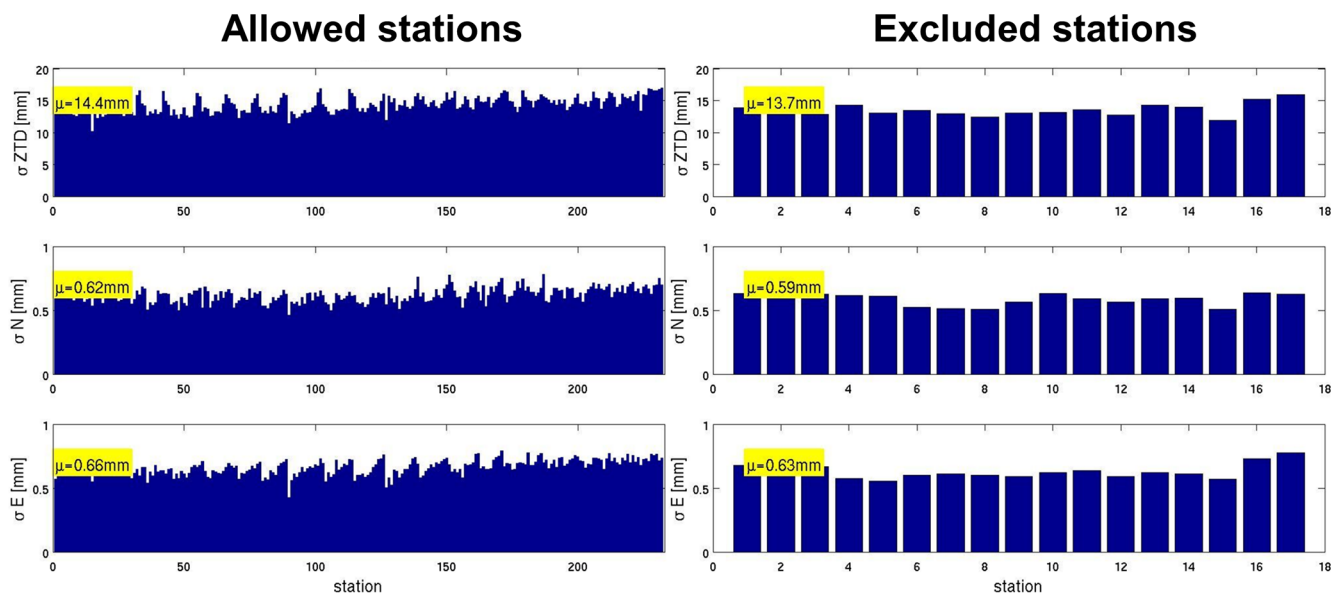 Allowed stations
Excluded stations
σ ZTD [mm]
20
15
10
5
0
μ=14.4mm
0 50 100 150 200
σ ZTD [mm]
20
15
10
5
0
μ=13.7mm
0 2 4 6 8 10 12 14 16 18
σ N [mm]
1
0.5
0
μ=0.62mm
0 50 100 150 200
σ N [mm]
1
0.5
0
μ=0.59mm
0 2 4 6 8 10 12 14 16 18
σ E [mm]
1
0.5
0
μ=0.66mm
0 50 100 150 200
station
σ E [mm]
1
0.5
0
μ=0.63mm
0 2 4 6 8 10 12 14 16 18
station